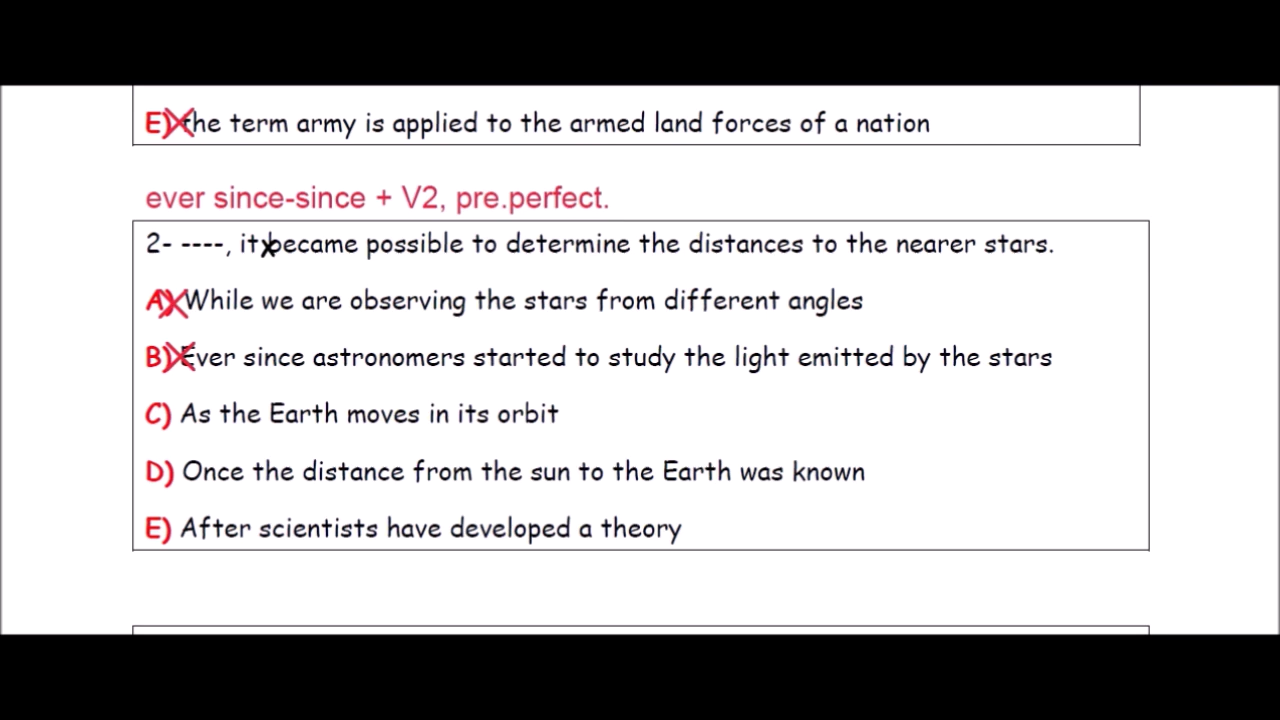 E) the term army is applied to the armed land forces of a nation
ever since-since + V2, pre.perfect.
2- ----, it became possible to determine the distances to the nearer stars.
A) While we are observing the stars from different angles
B) Ever since astronomers started to study the light emitted by the stars
C) As the Earth moves in its orbit
D) Once the distance from the sun to the Earth was known
E) After scientists have developed a theory